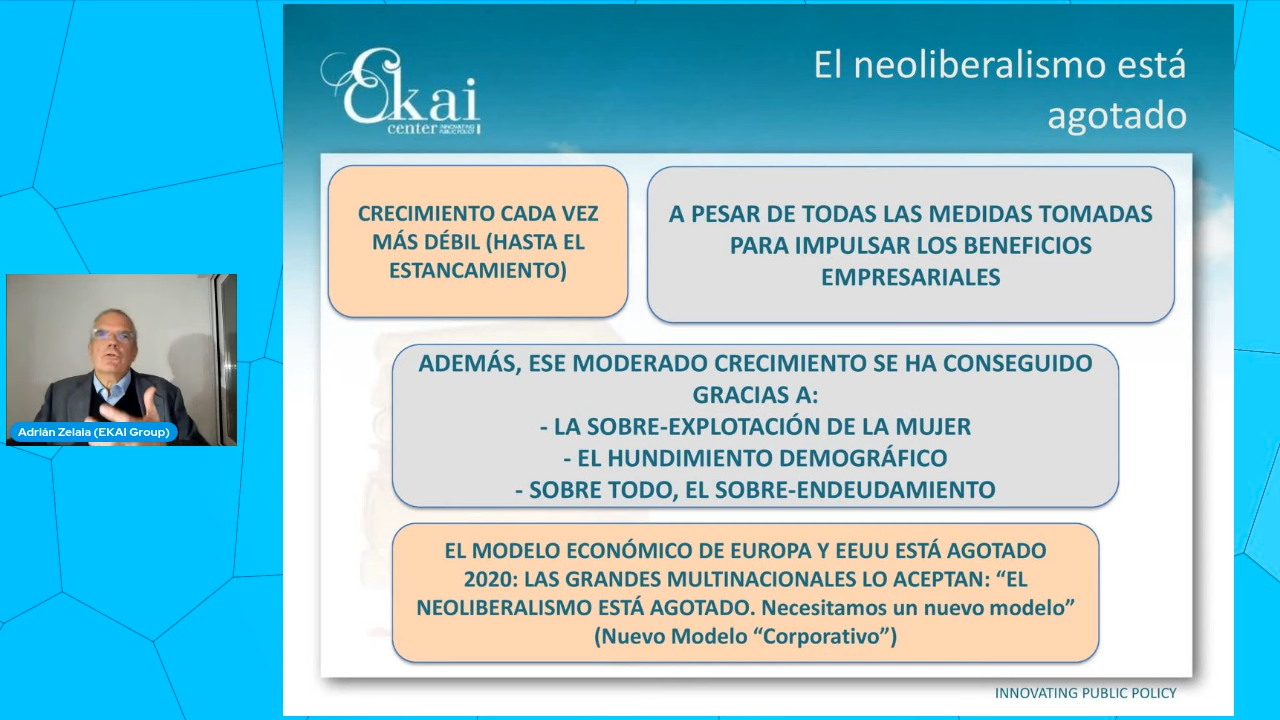 Ekai
center INNOVATING PUBLIC POLICY
El neoliberalismo está
agotado
CRECIMIENTO CADA VEZ
MÁS DÉBIL (HASTA EL
ESTANCAMIENTO)
A PESAR DE TODAS LAS MEDIDAS TOMADAS
PARA IMPULSAR LOS BENEFICIOS
EMPRESARIALES
ADEMÁS, ESE MODERADO CRECIMIENTO SE HA CONSEGUIDO
GRACIAS A:
- LA SOBRE-EXPLOTACIÓN DE LA MUJER
- EL HUNDIMIENTO DEMOGRÁFICO
- SOBRE TODO, EL SOBRE-ENDEUDAMIENTO
Adrián Zelaia (EKAI Group)
EL MODELO ECONÓMICO DE EUROPA Y EEUU ESTÁ AGOTADO
2020: LAS GRANDES MULTINACIONALES LO ACEPTAN: “EL
NEOLIBERALISMO ESTÁ AGOTADO. Necesitamos un nuevo modelo”
(Nuevo Modelo “Corporativo”)
INNOVATING PUBLIC POLICY